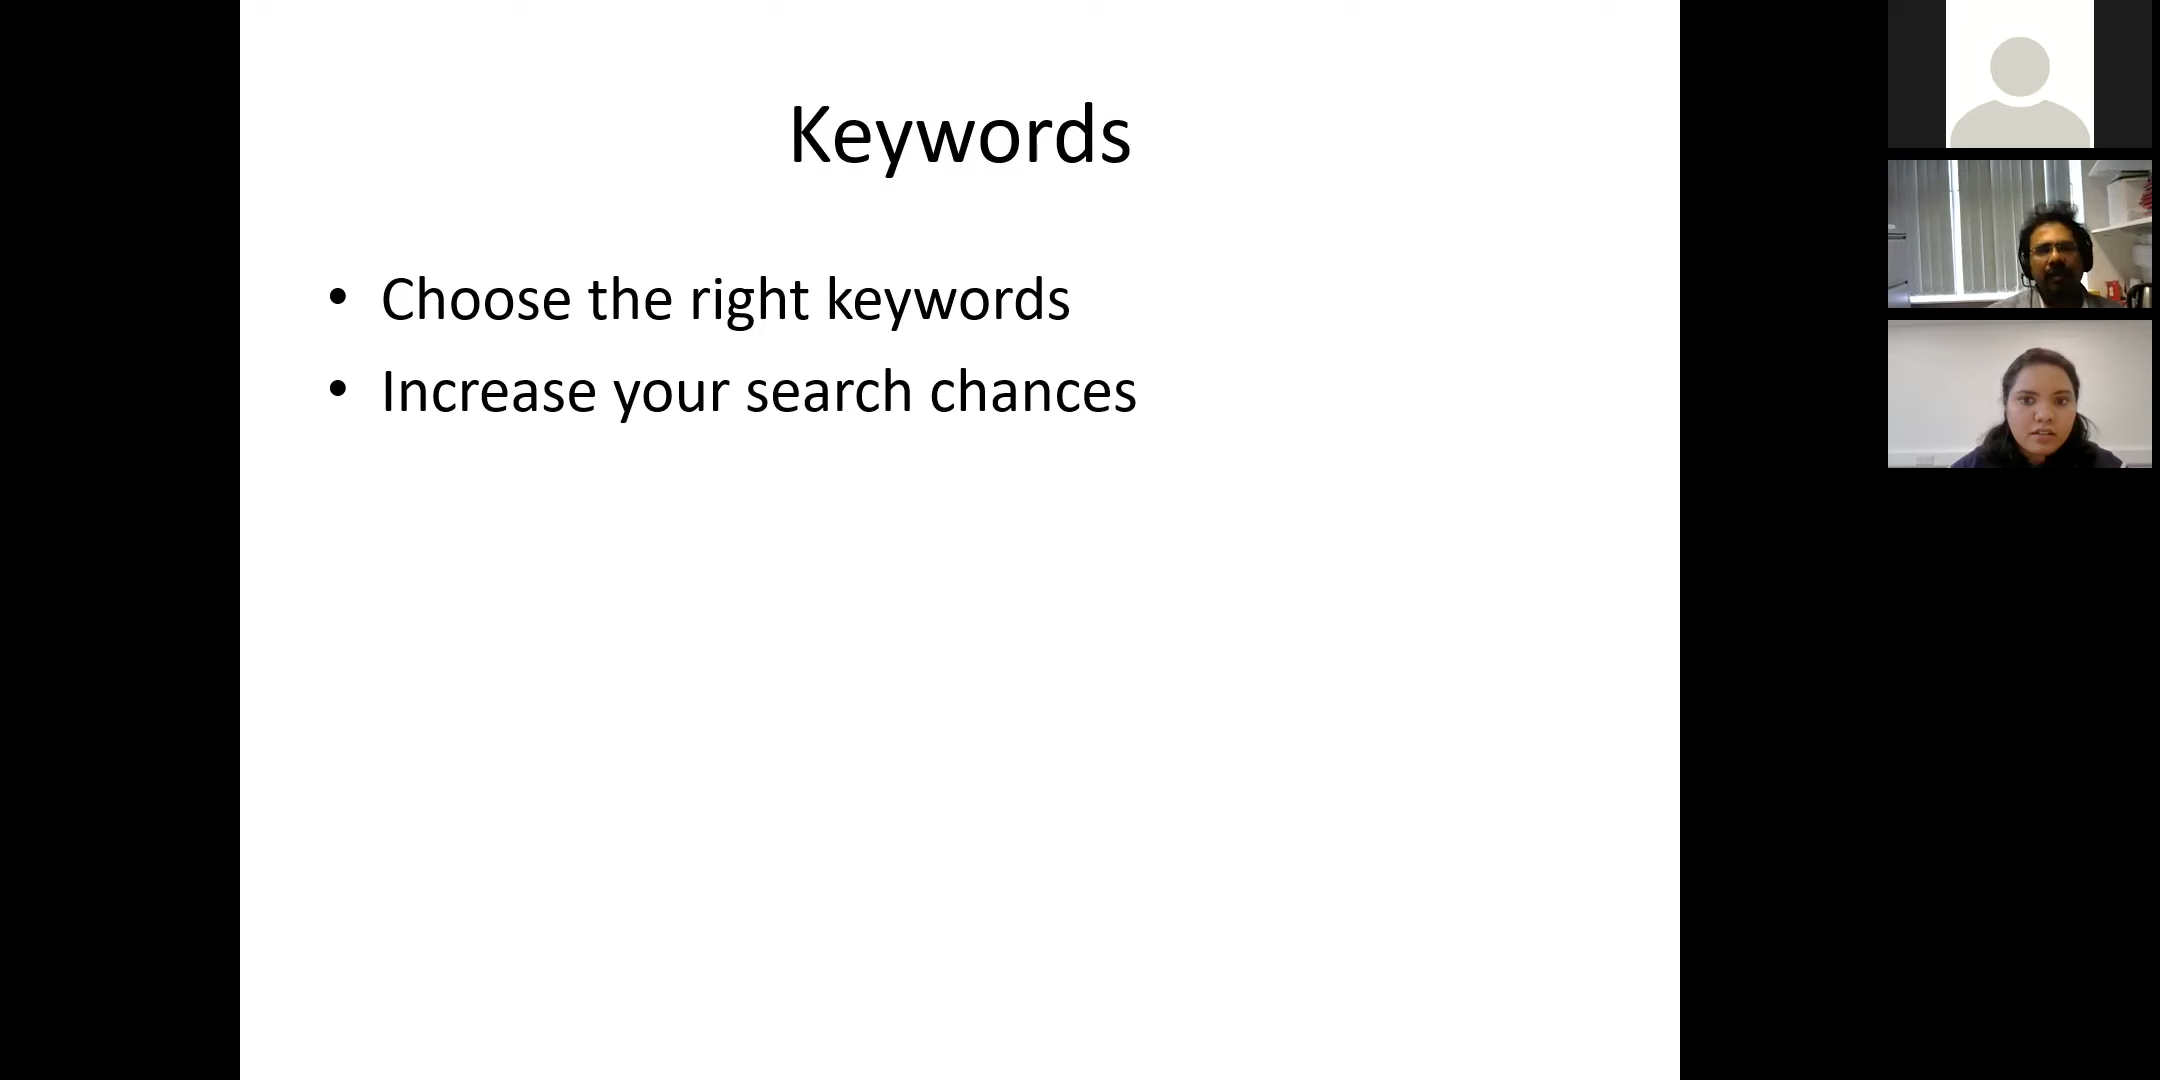 Keywords
• Choose the right keywords
• Increase your search chances